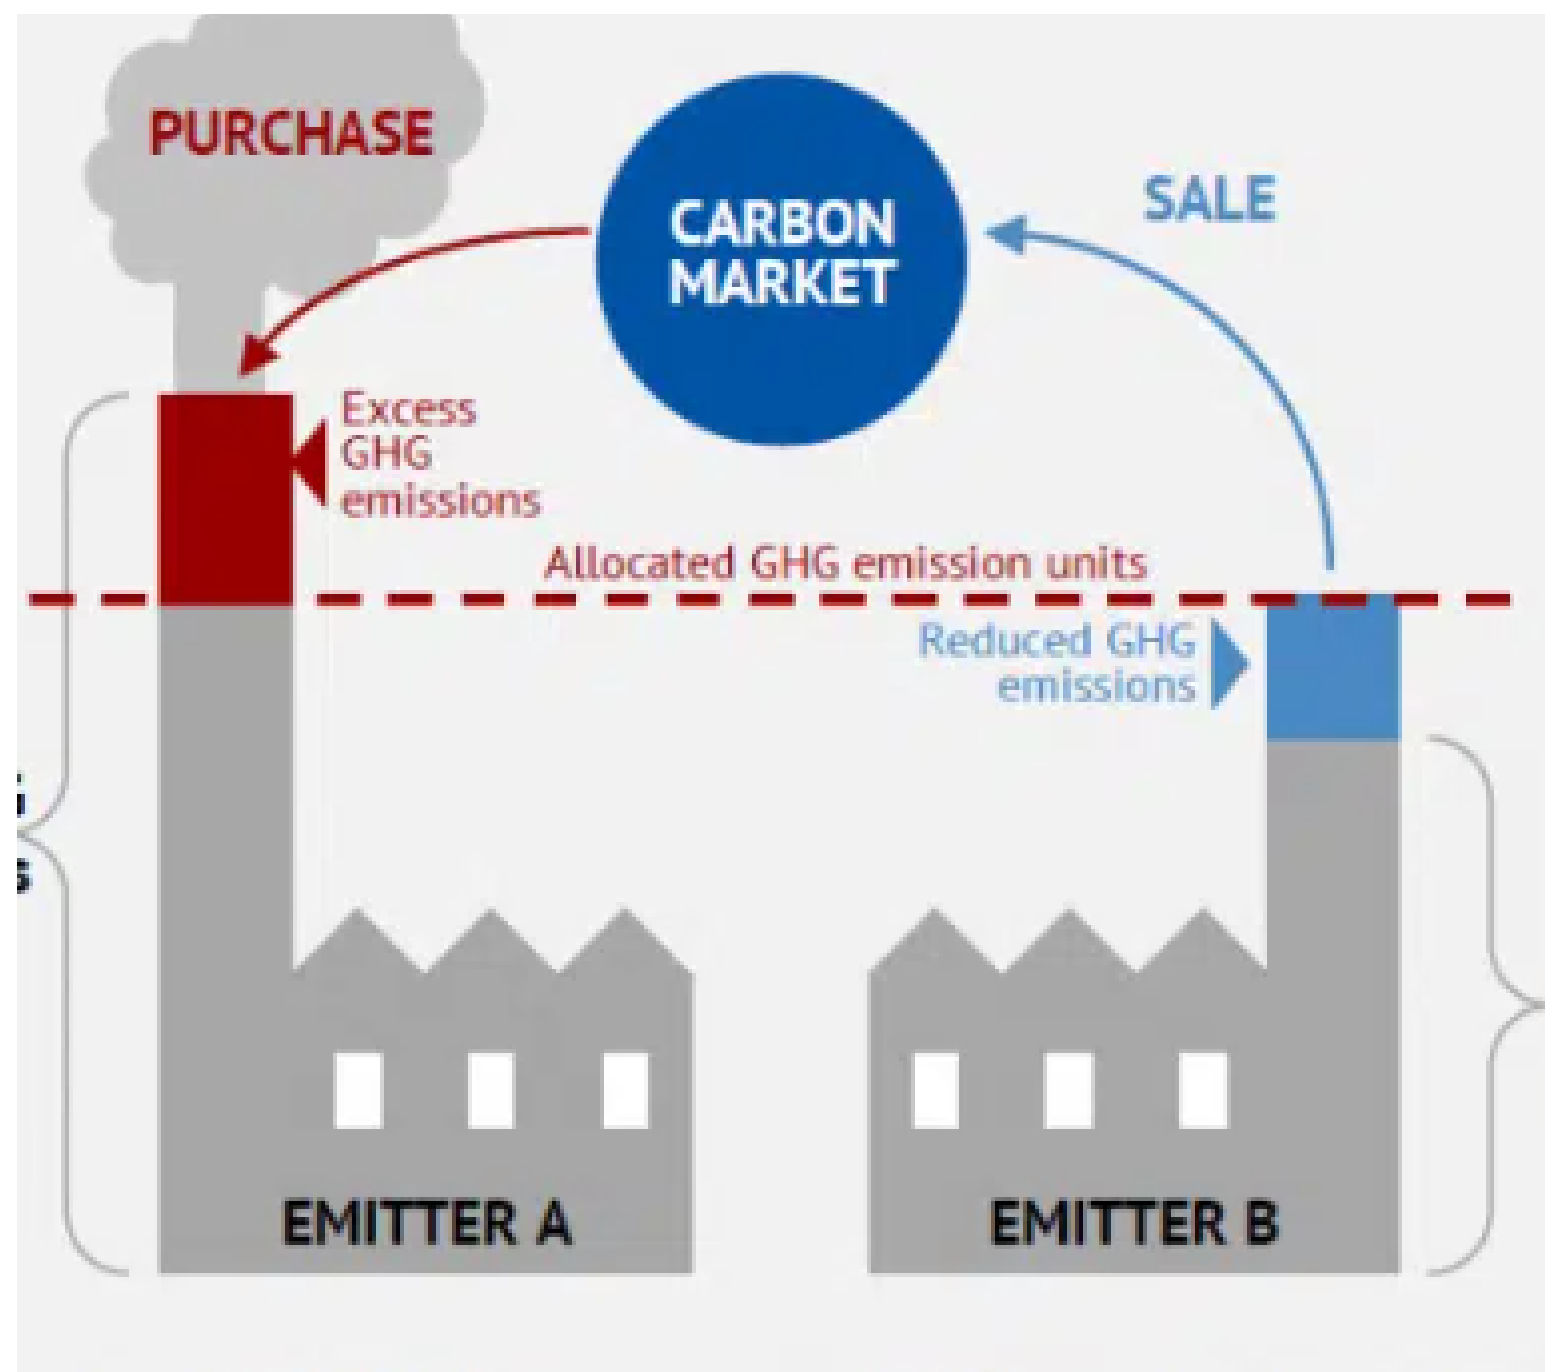 PURCHASE
CARBON
MARKET
SALE
Excess
GHG
emissions
Allocated GHG emission units
Reduced GHG
emissions
EMITTER A
EMITTER B